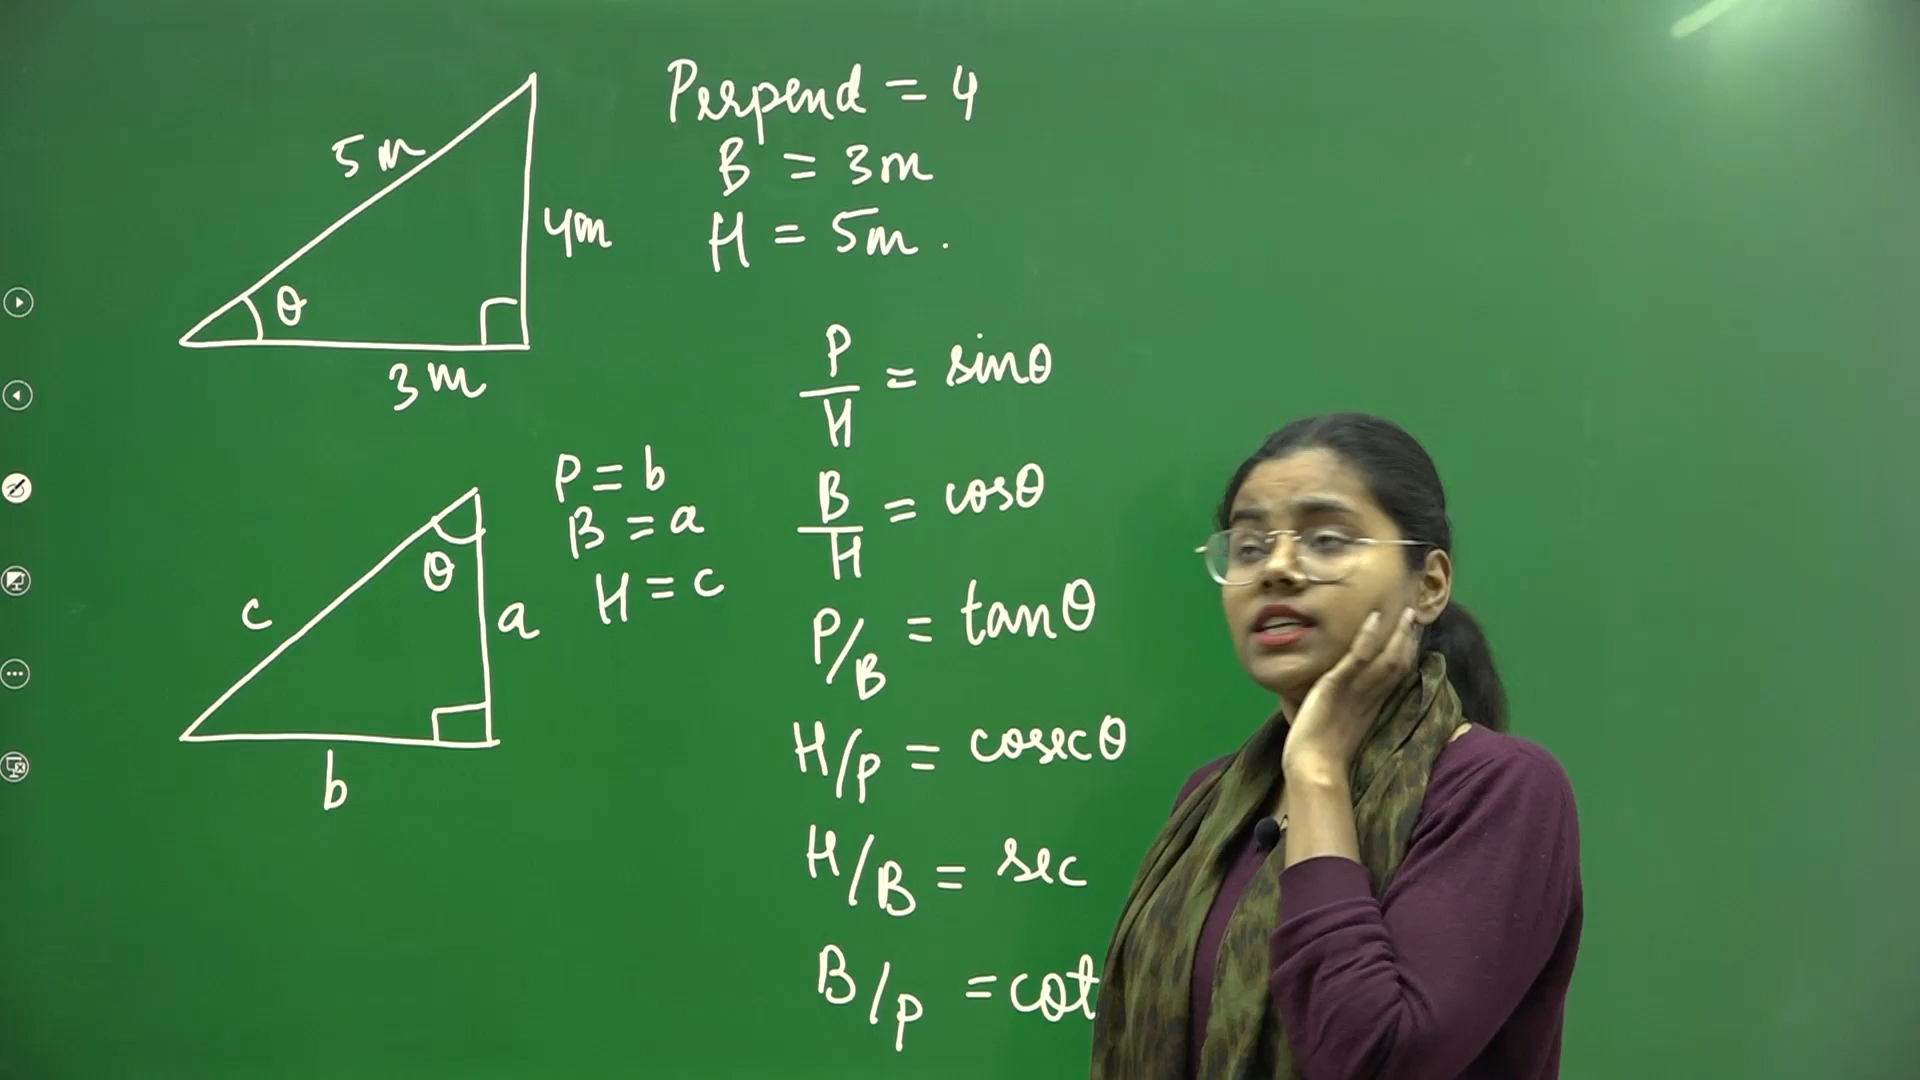 5m
θ
4m
3m
Perpend = 4
B = 3m
H = 5m.
θ
c
a
b
P = b
B = a
H = c
P/H = sinθ
B/H = cosθ
P/B = tanθ
H/P = cosecθ
H/B = sec
B/P = cot